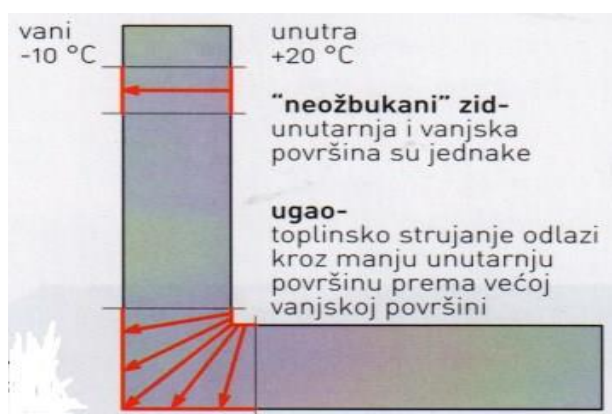 vani
-10 °C
unutra
+20 °C
"neožbukani" zid-
unutarnja i vanjska
površina su jednake
ugao-
toplinsko strujanje odlazi
kroz manju unutarnju
površinu prema većoj
vanjskoj površini